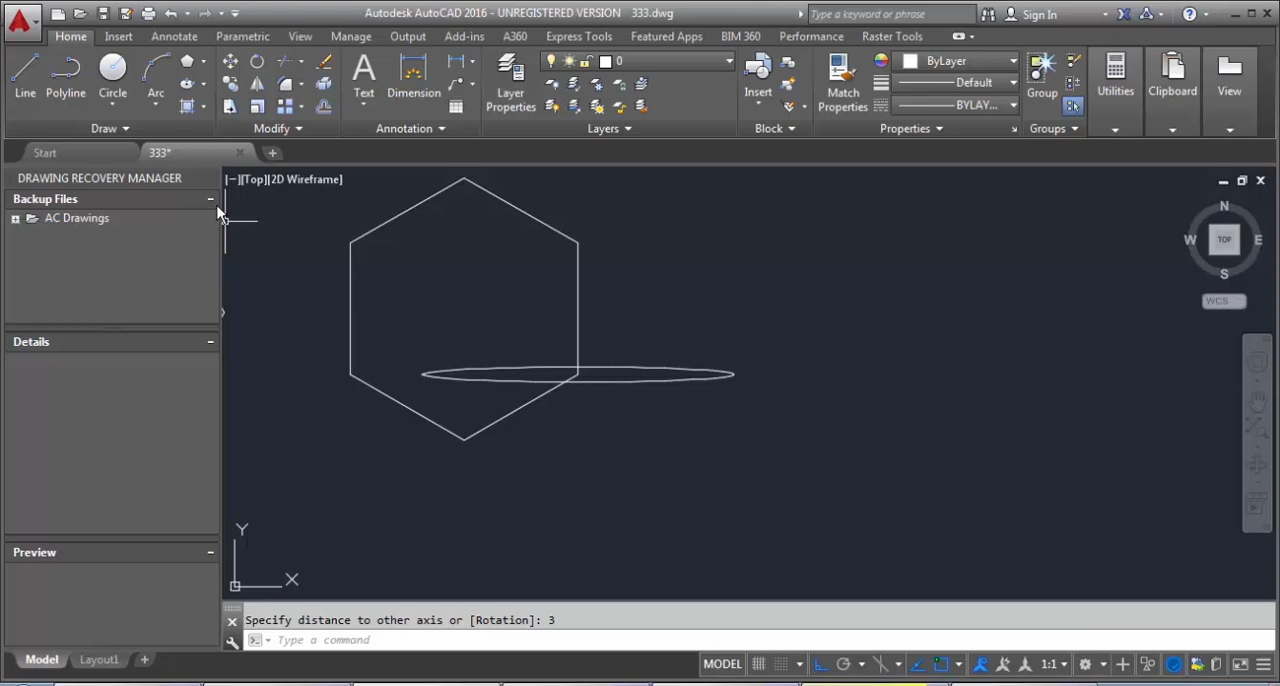 Autodesk AutoCAD 2016 - UNREGISTERED VERSION 333.dwg
Type a keyword or phrase
Sign In
Home Insert Annotate Parametric View Manage Output Add-ins A360 Express Tools Featured Apps BIM 360 Performance Raster Tools
Line Polyline Circle Arc
Text Dimension
Layer Properties
0
Insert
Match Properties
ByLayer
Default
BYLAY...
Group
Utilities
Clipboard
View
Draw Modify Annotation Layers Block Properties Groups
Start 333*
DRAWING RECOVERY MANAGER
Backup Files
AC Drawings
Details
Preview
[−][Top][2D Wireframe]
N
W TOP E
S
WCS
Y
X
Specify distance to other axis or [Rotation]: 3
Type a command
Model Layout1 +
MODEL 1:1